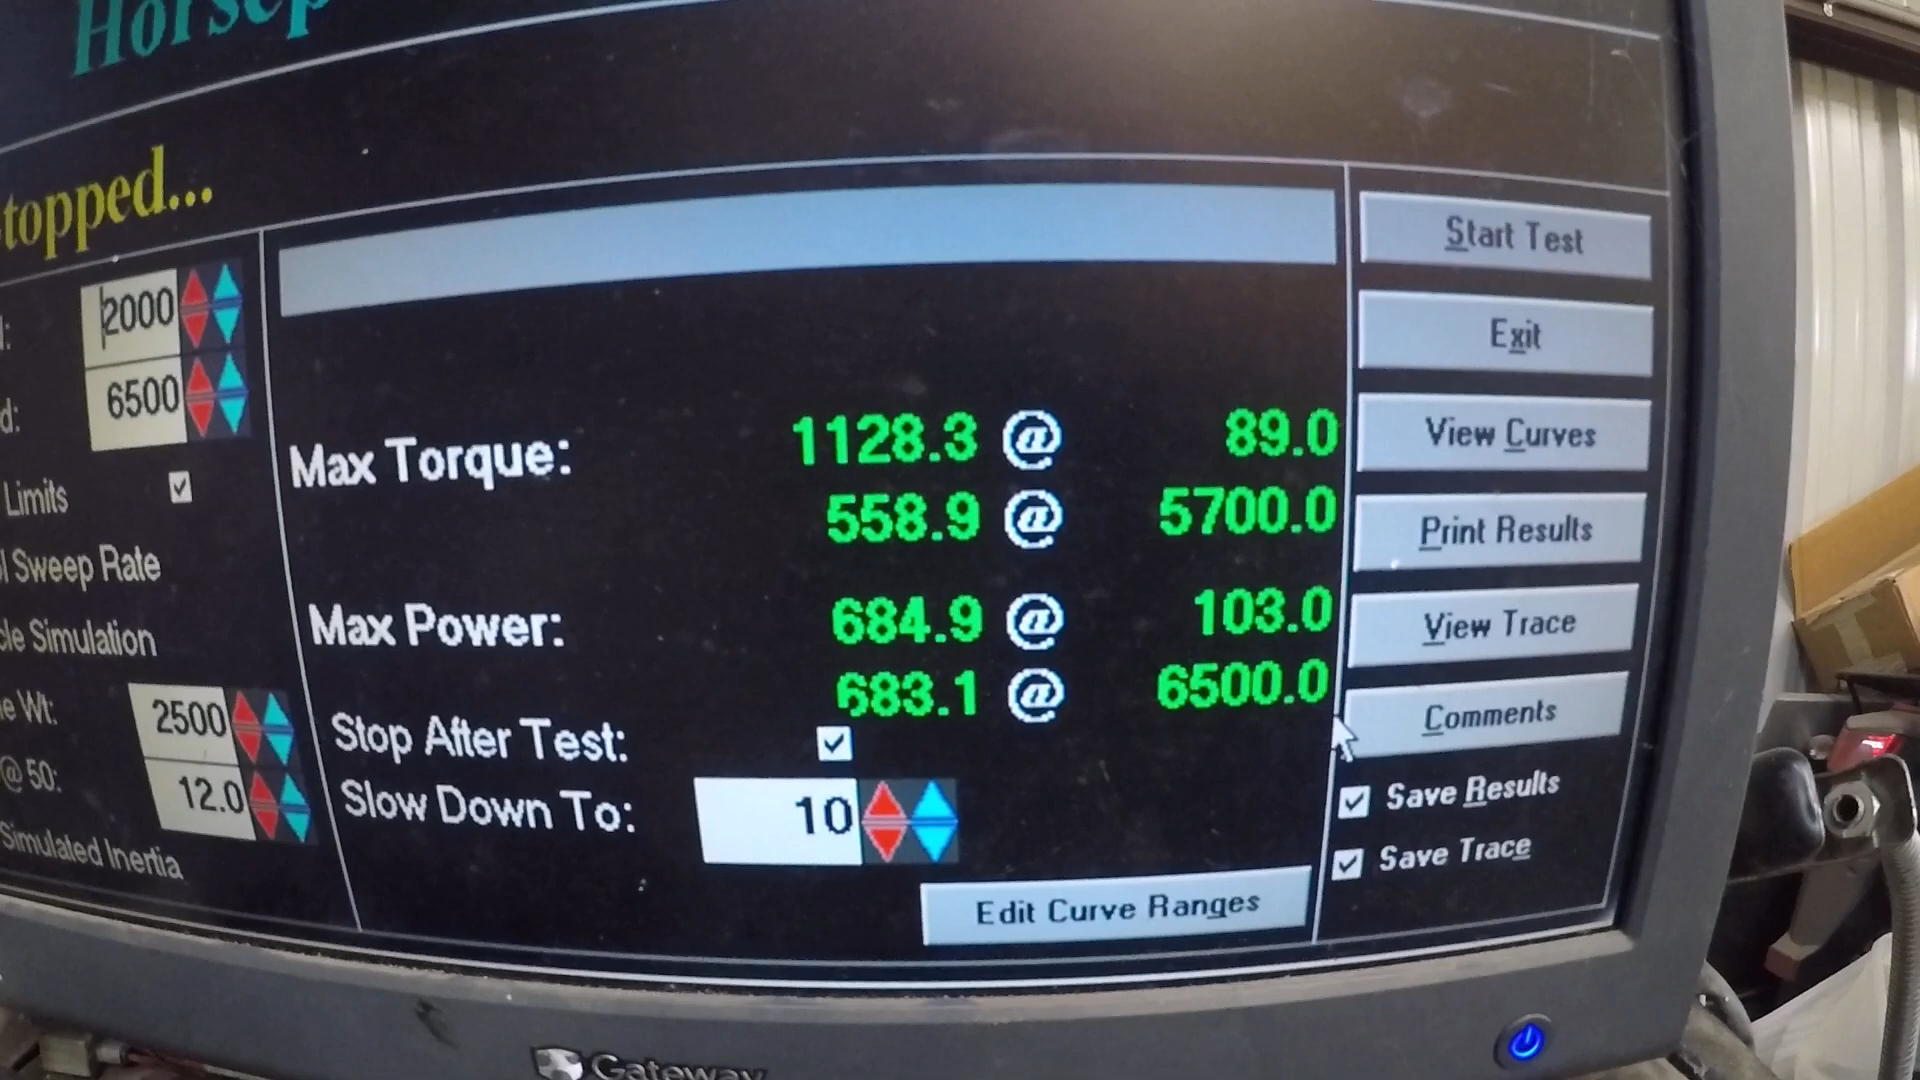 Horsep
topped...
Start Test
2000
Exit
6500
d:
Max Torque: 1128.3 @ 89.0
View Curves
Limits
558.9 @ 5700.0
Print Results
Sweep Rate
Max Power: 684.9 @ 103.0
View Trace
cle Simulation
683.1 @ 6500.0
Comments
e Wt: 2500
Stop After Test:
@ 50: 12.0
Slow Down To: 10
Save Results
Simulated Inertia
Save Trace
Edit Curve Ranges
Gateway